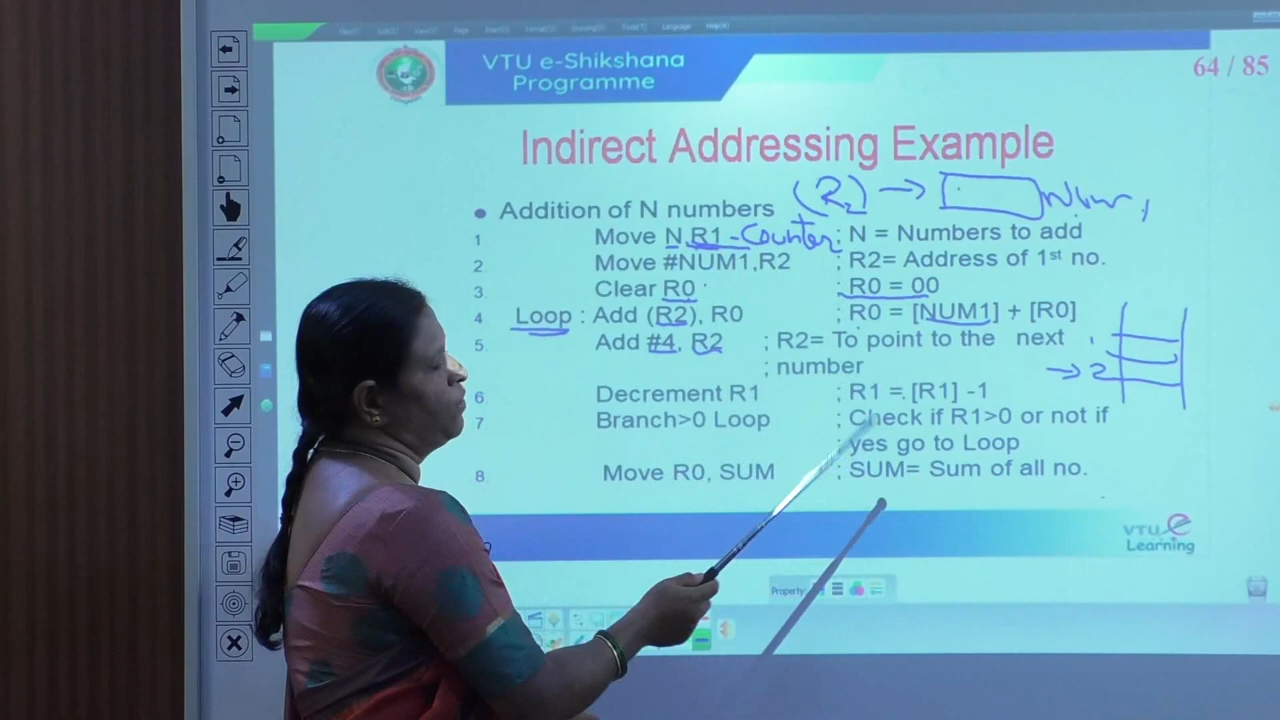 VTU e-Shikshana
Programme
64 / 85
Indirect Addressing Example
(R2) → Num1
• Addition of N numbers
1 Move N,R1 -Counter ; N = Numbers to add
2 Move #NUM1,R2 ; R2= Address of 1st no.
3 Clear R0 ; R0 = 00
4 Loop : Add (R2), R0 ; R0 = [NUM1] + [R0]
5. Add #4, R2 ; R2= To point to the next 1
; number → 2
6 Decrement R1 ; R1 = [R1] -1
7 Branch>0 Loop ; Check if R1>0 or not if
; yes go to Loop
8. Move R0, SUM ; SUM= Sum of all no.
VTU e
Learning
Property